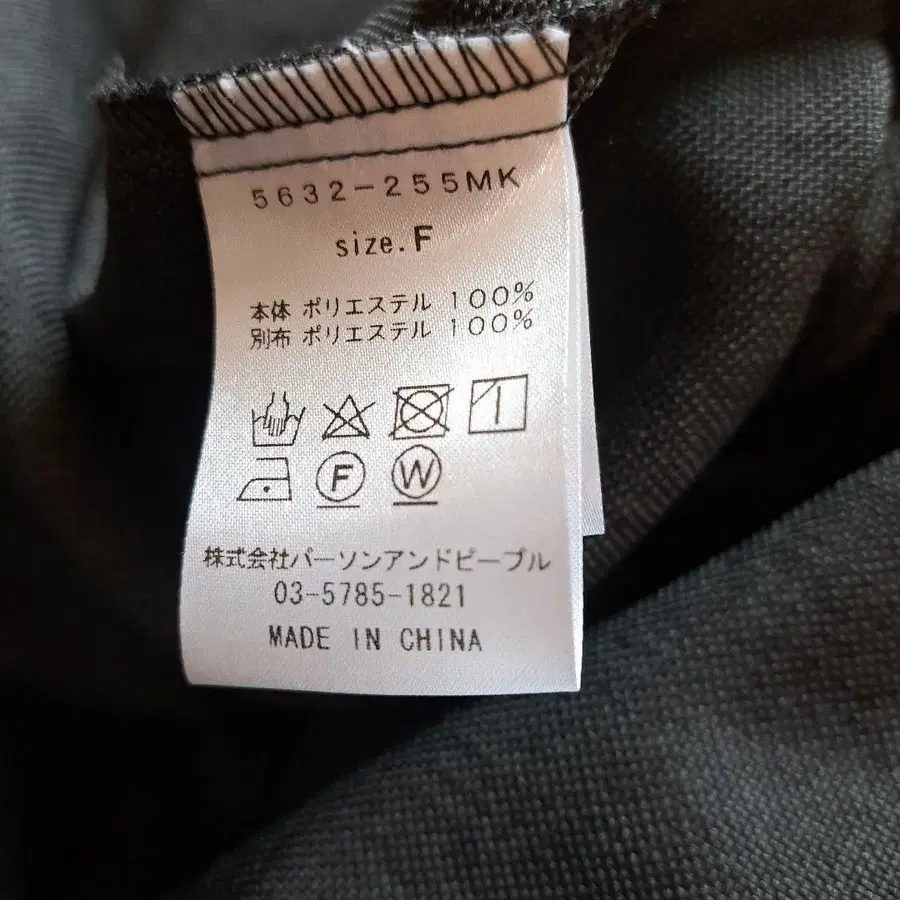 5632-255MK
size.F
本体 ポリエステル 100%
別布 ポリエステル 100%
F W
株式会社パーソンアンドピープル
03-5785-1821
MADE IN CHINA